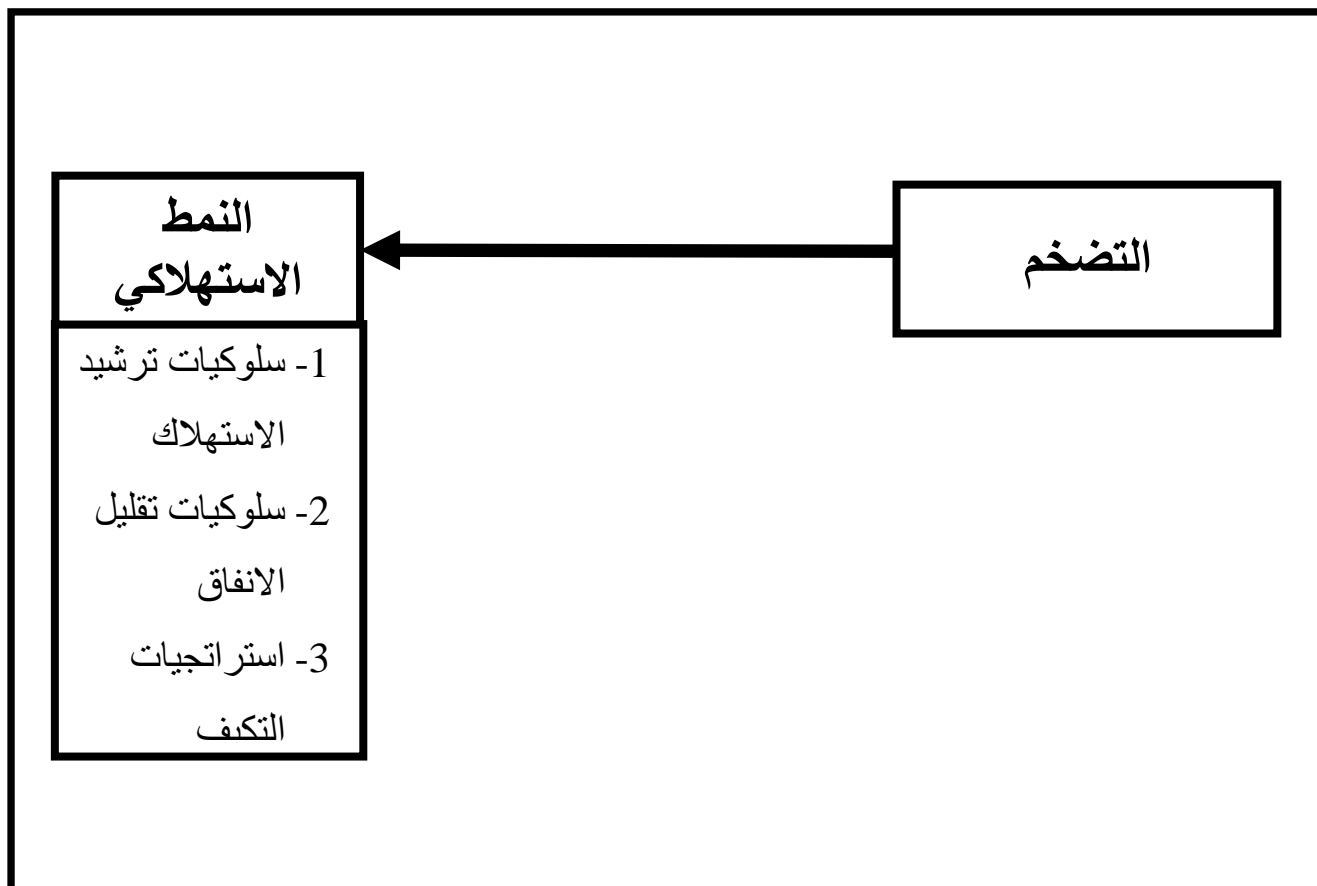 التضخم
النمط
الاستهلاكي
1- سلوكيات ترشيد
الاستهلاك
2- سلوكيات تقليل
الانفاق
3- استراتجيات
التكيف